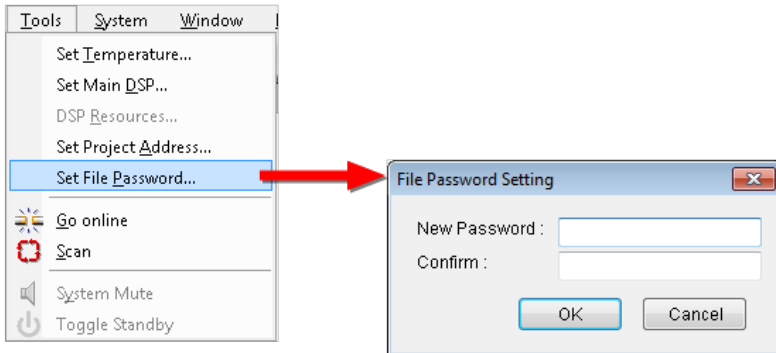 Tools System Window
Set Temperature...
Set Main DSP...
DSP Resources...
Set Project Address...
Set File Password...
Go online
Scan
System Mute
Toggle Standby
File Password Setting
New Password :
Confirm :
OK Cancel